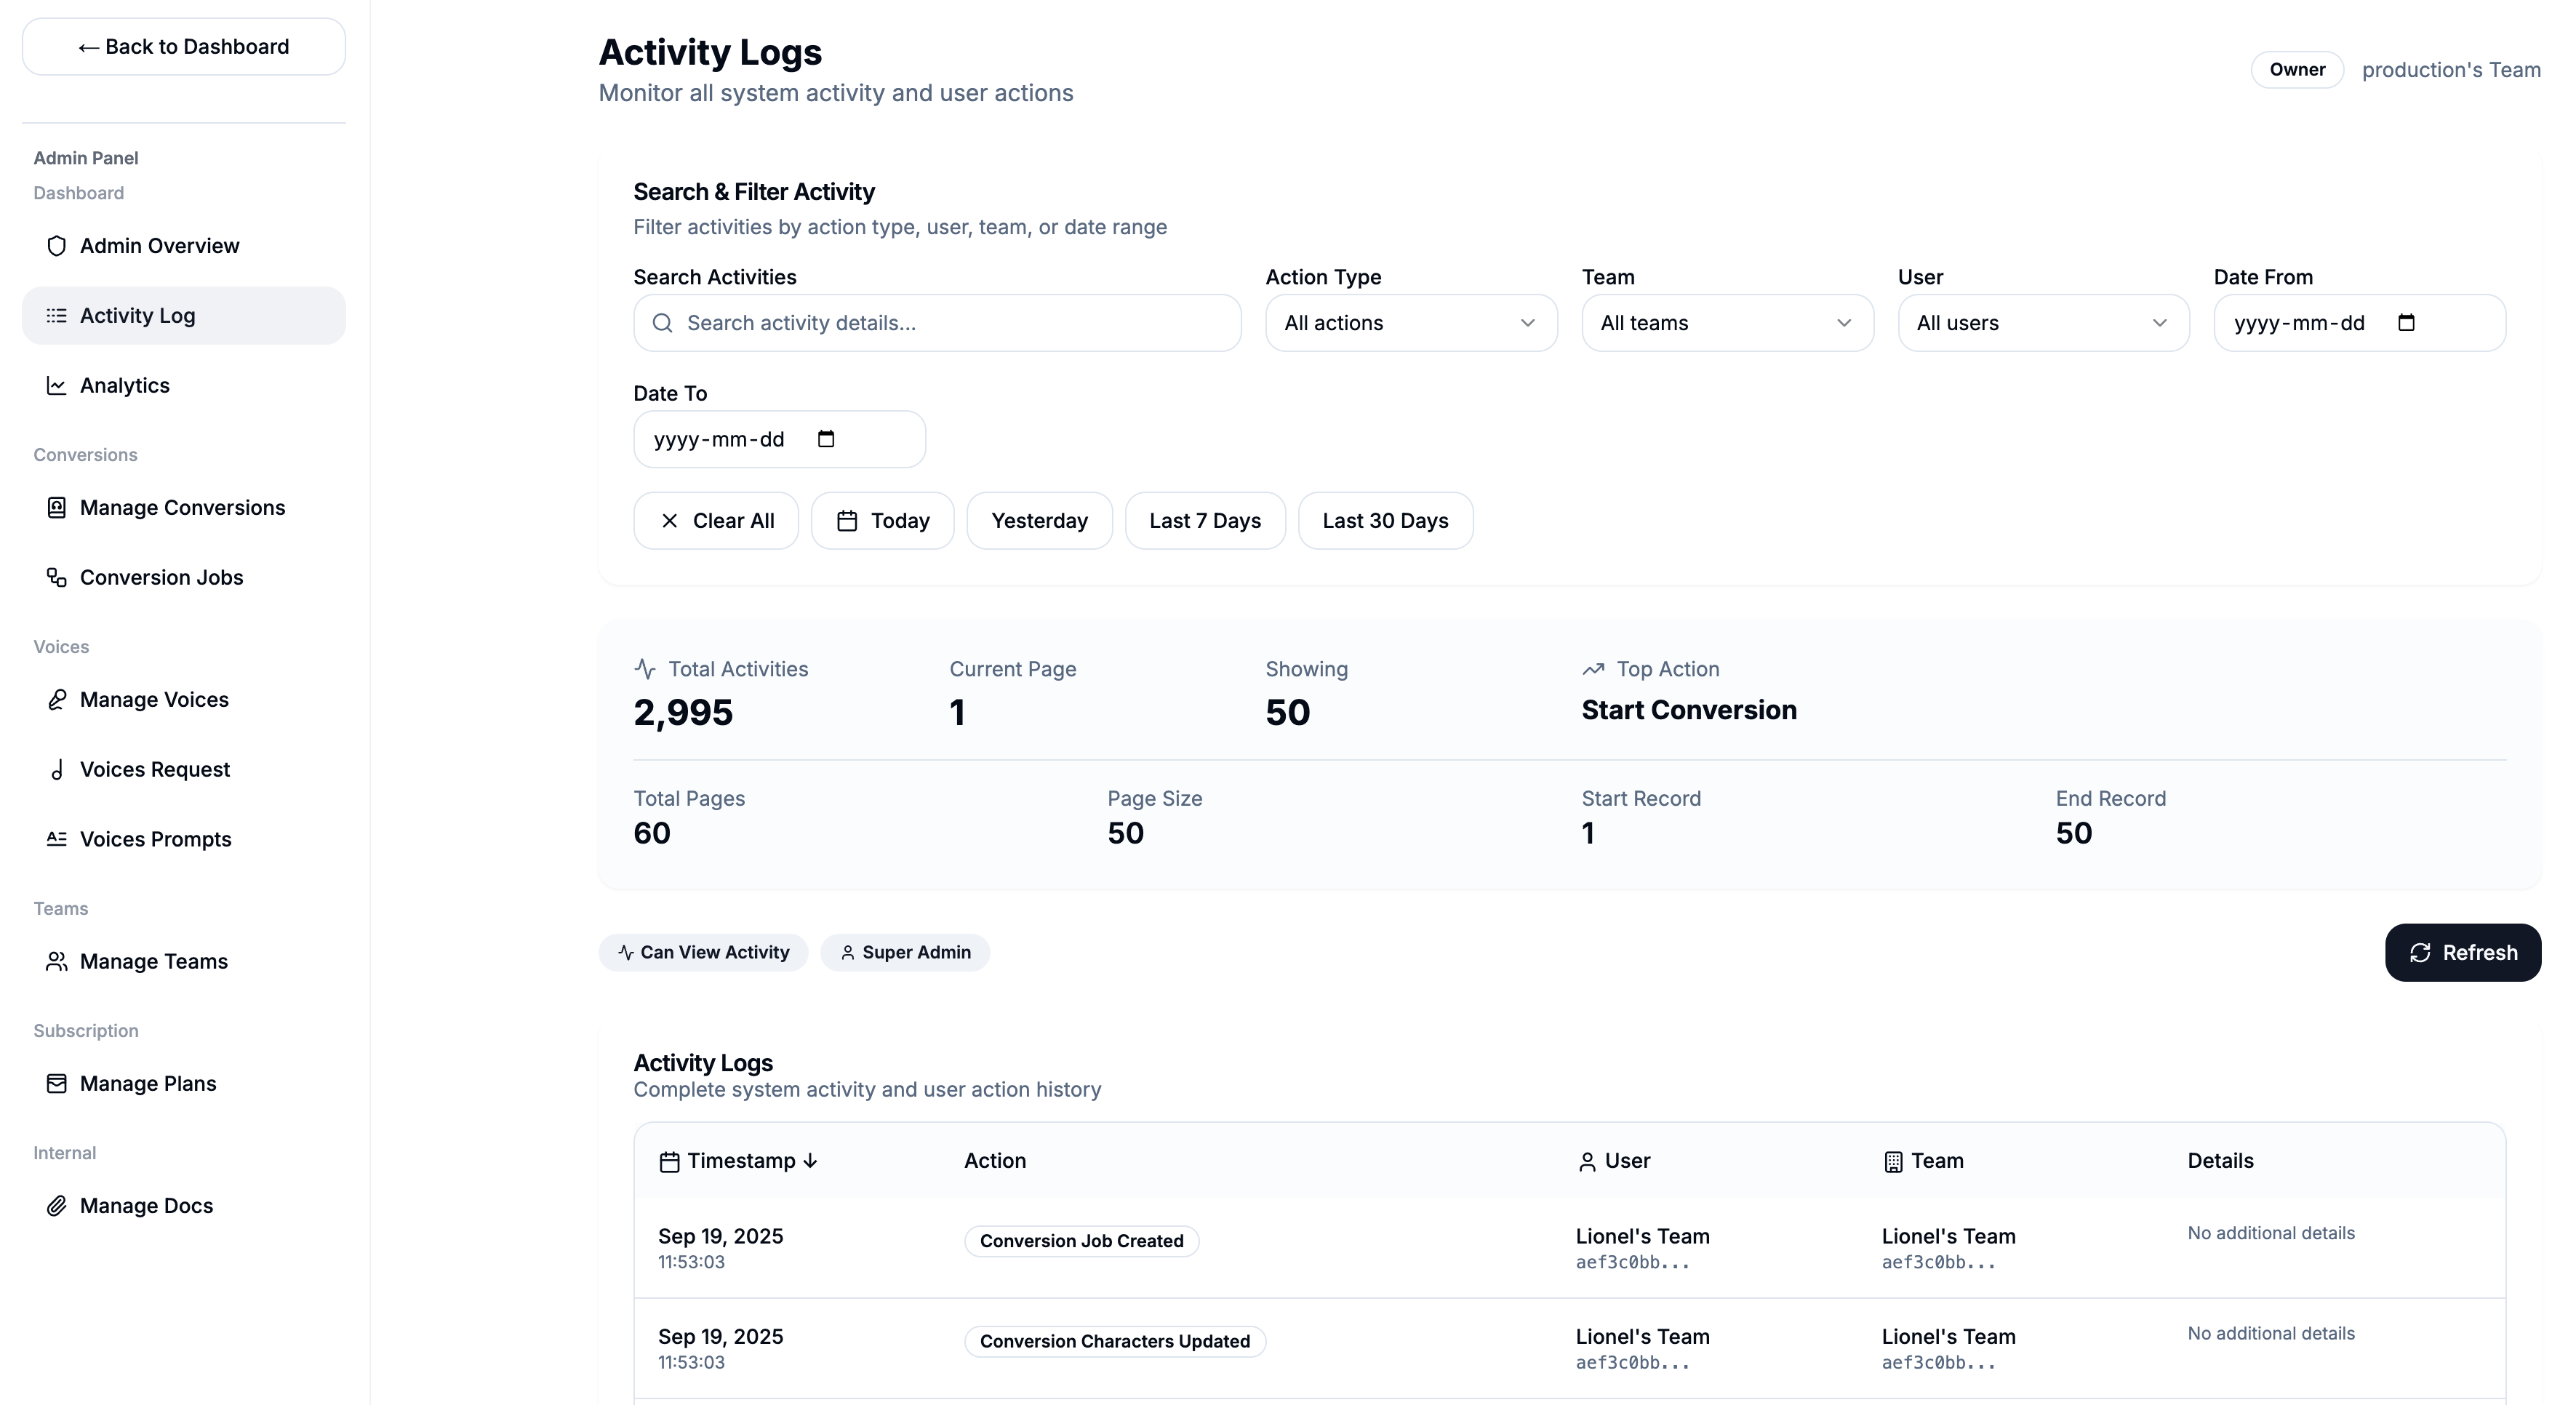 ← Back to Dashboard
Admin Panel
Dashboard
Admin Overview
Activity Log
Analytics
Conversions
Manage Conversions
Conversion Jobs
Voices
Manage Voices
Voices Request
Voices Prompts
Teams
Manage Teams
Subscription
Manage Plans
Internal
Manage Docs
Activity Logs
Monitor all system activity and user actions
Owner production's Team
Search & Filter Activity
Filter activities by action type, user, team, or date range
Search Activities Action Type Team User Date From
Search activity details... All actions All teams All users yyyy-mm-dd
Date To
yyyy-mm-dd
Clear All Today Yesterday Last 7 Days Last 30 Days
Total Activities Current Page Showing Top Action
2,995 1 50 Start Conversion
Total Pages Page Size Start Record End Record
60 50 1 50
Can View Activity Super Admin Refresh
Activity Logs
Complete system activity and user action history
Timestamp ↓ Action User Team Details
Sep 19, 2025 Conversion Job Created Lionel's Team Lionel's Team No additional details
11:53:03 aef3c0bb... aef3c0bb...
Sep 19, 2025 Conversion Characters Updated Lionel's Team Lionel's Team No additional details
11:53:03 aef3c0bb... aef3c0bb...